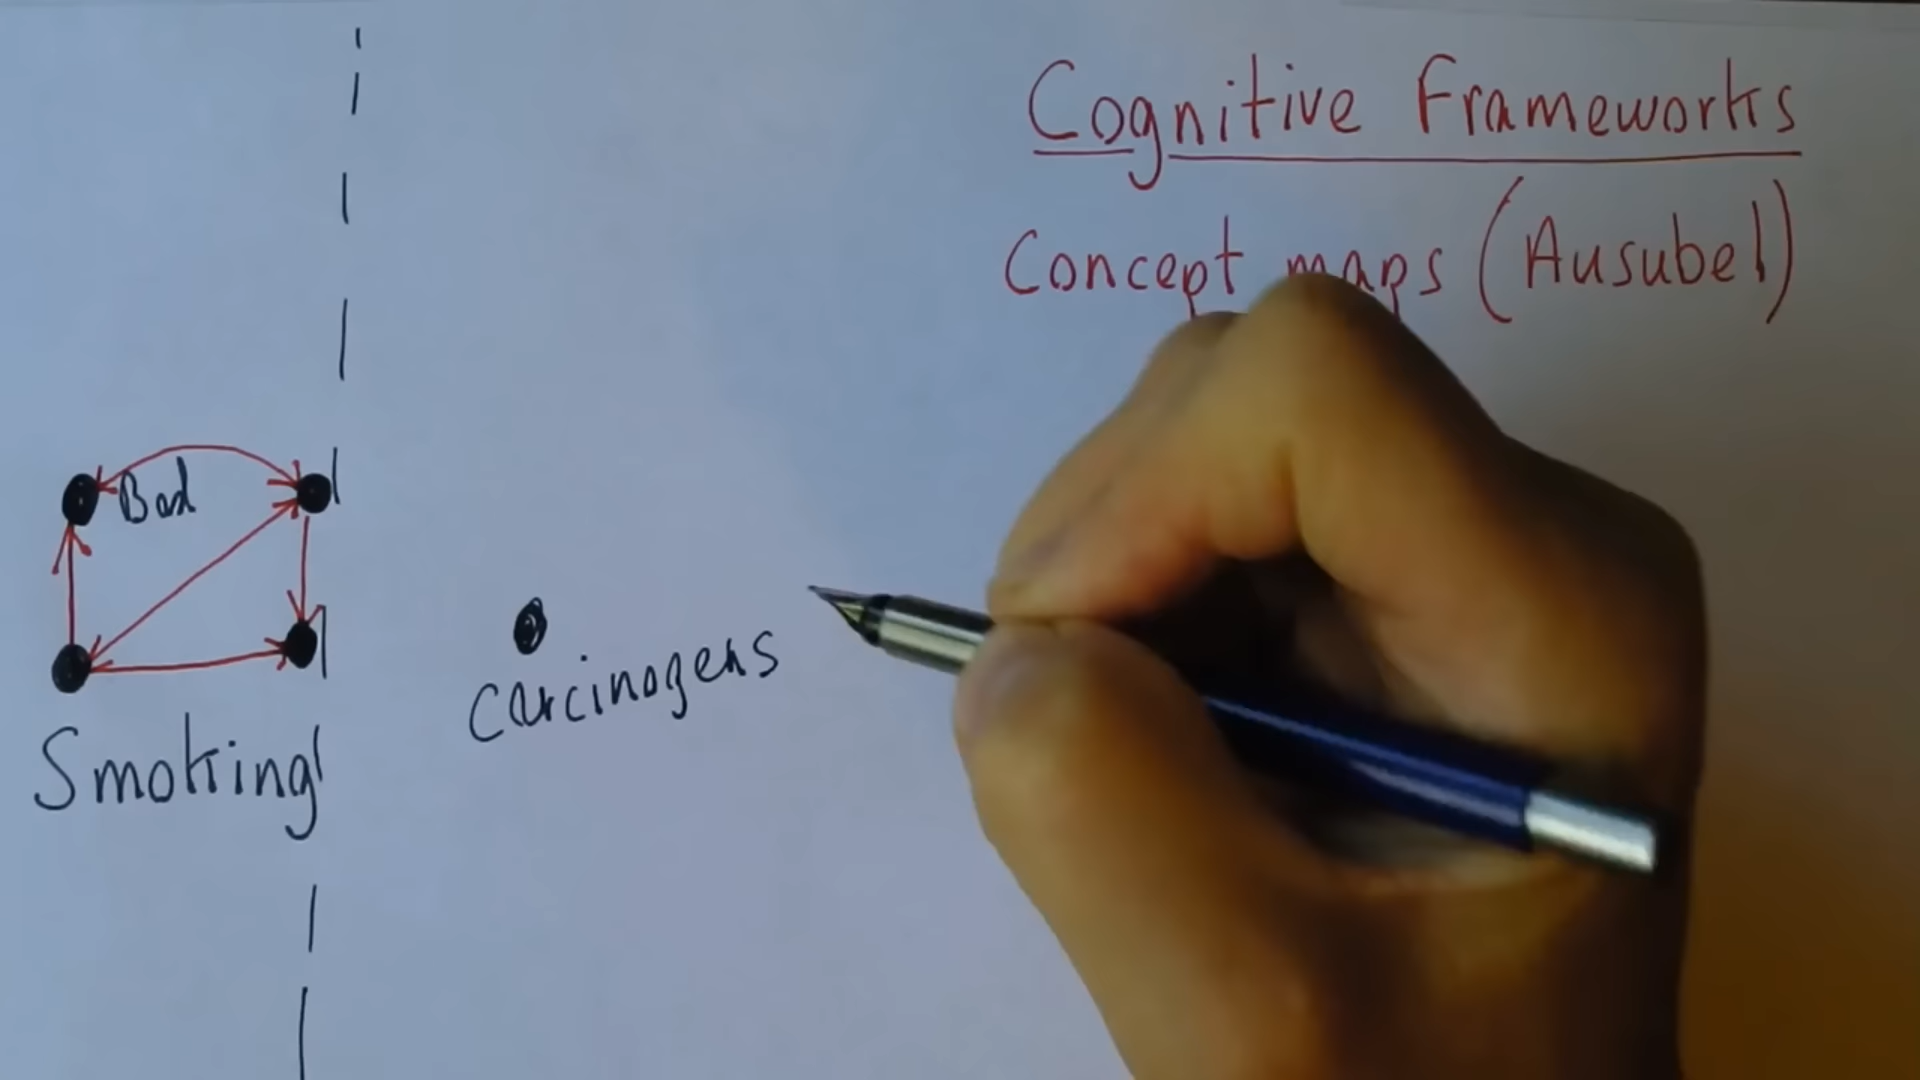 Cognitive Frameworks
Concept maps (Ausubel)
Bad
Carcinogens
Smoking